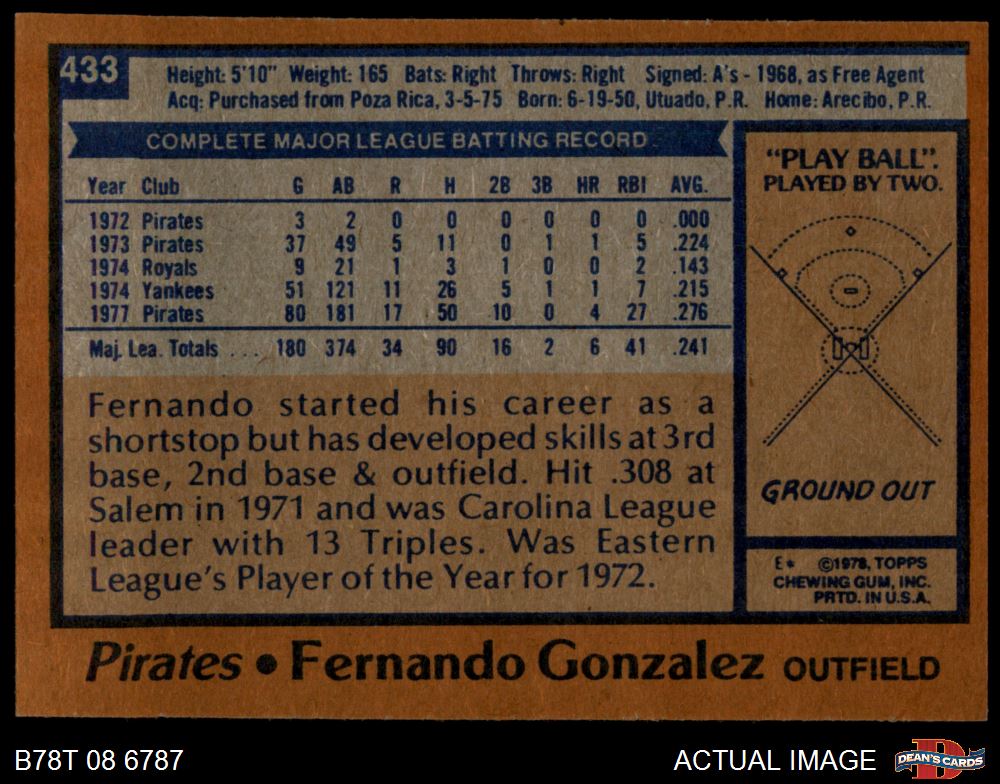 433
Height: 5'10" Weight: 165 Bats: Right Throws: Right Signed: A's - 1968, as Free Agent
Acq: Purchased from Poza Rica, 3-5-75 Born: 6-19-50, Utuado, P.R. Home: Arecibo, P.R.
COMPLETE MAJOR LEAGUE BATTING RECORD
Year Club G AB R H 2B 3B HR RBI AVG.
1972 Pirates 3 2 0 0 0 0 0 0 .000
1973 Pirates 37 49 5 11 0 1 1 5 .224
1974 Royals 9 21 1 3 1 0 0 2 .143
1974 Yankees 51 121 11 26 5 1 1 7 .215
1977 Pirates 80 181 17 50 10 0 4 27 .276
Maj. Lea. Totals . . . 180 374 34 90 16 2 6 41 .241
Fernando started his career as a
shortstop but has developed skills at 3rd
base, 2nd base & outfield. Hit .308 at
Salem in 1971 and was Carolina League
leader with 13 Triples. Was Eastern
League's Player of the Year for 1972.
"PLAY BALL".
PLAYED BY TWO.
GROUND OUT
E* ©1978, TOPPS
CHEWING GUM, INC.
PRTD. IN U.S.A.
Pirates • Fernando Gonzalez OUTFIELD
B78T 08 6787
ACTUAL IMAGE
D
DEAN'S CARDS